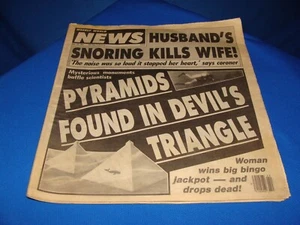 NEWS
HUSBAND'S
SNORING KILLS WIFE!
'The noise was so loud it stopped her heart,' says coroner
Mysterious monuments
baffle scientists
PYRAMIDS
FOUND IN DEVIL'S
TRIANGLE
Woman
wins big bingo
jackpot — and
drops dead!